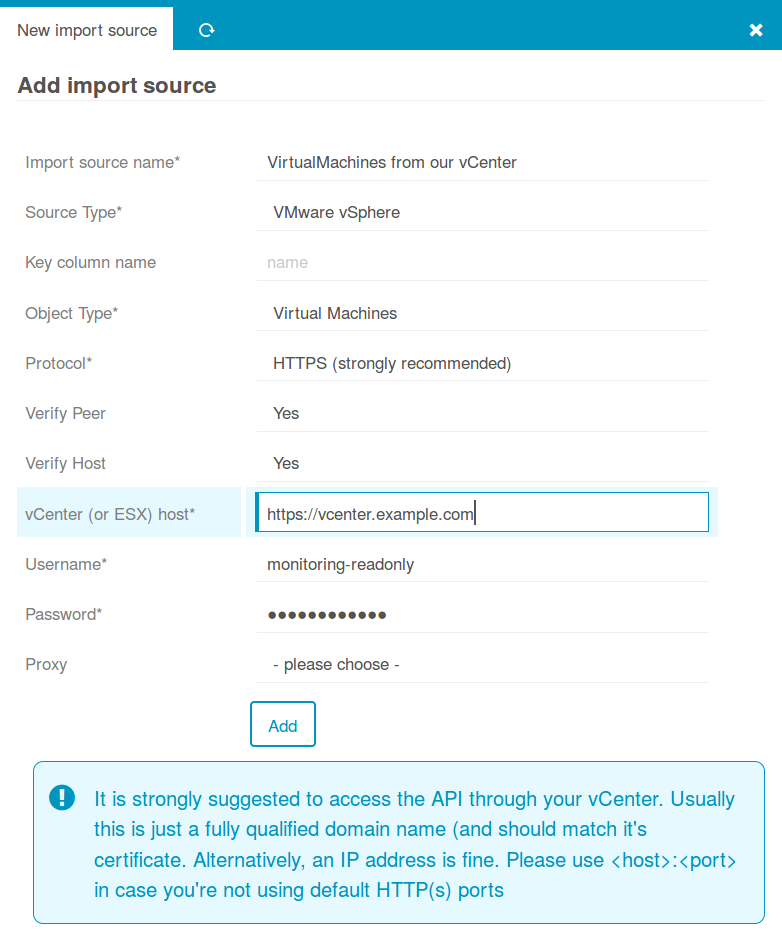 New import source
Add import source
Import source name* VirtualMachines from our vCenter
Source Type* VMware vSphere
Key column name name
Object Type* Virtual Machines
Protocol* HTTPS (strongly recommended)
Verify Peer Yes
Verify Host Yes
vCenter (or ESX) host* https://vcenter.example.com
Username* monitoring-readonly
Password* ●●●●●●●●●●●●
Proxy - please choose -
Add
It is strongly suggested to access the API through your vCenter. Usually
this is just a fully qualified domain name (and should match it's
certificate. Alternatively, an IP address is fine. Please use <host>:<port>
in case you're not using default HTTP(s) ports